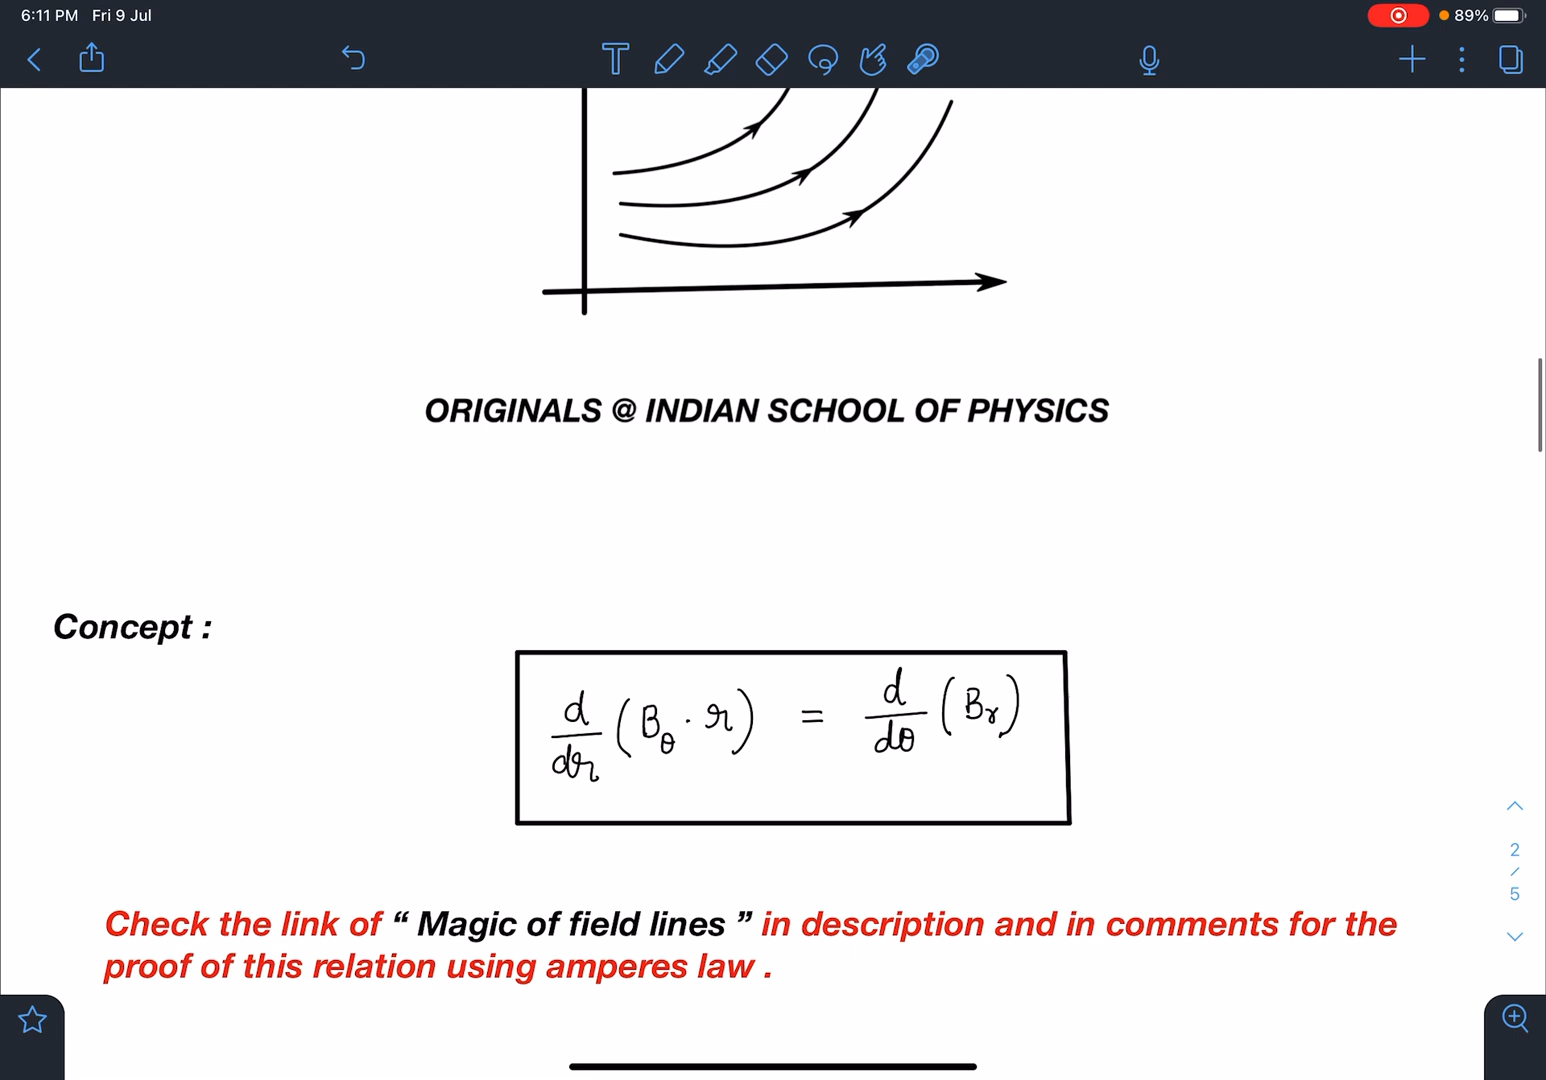 6:11 PM Fri 9 Jul
89%
T
ORIGINALS @ INDIAN SCHOOL OF PHYSICS
Concept :
d/dr (Bθ · r) = d/dθ (Br)
2
/
5
Check the link of “ Magic of field lines ” in description and in comments for the
proof of this relation using amperes law .